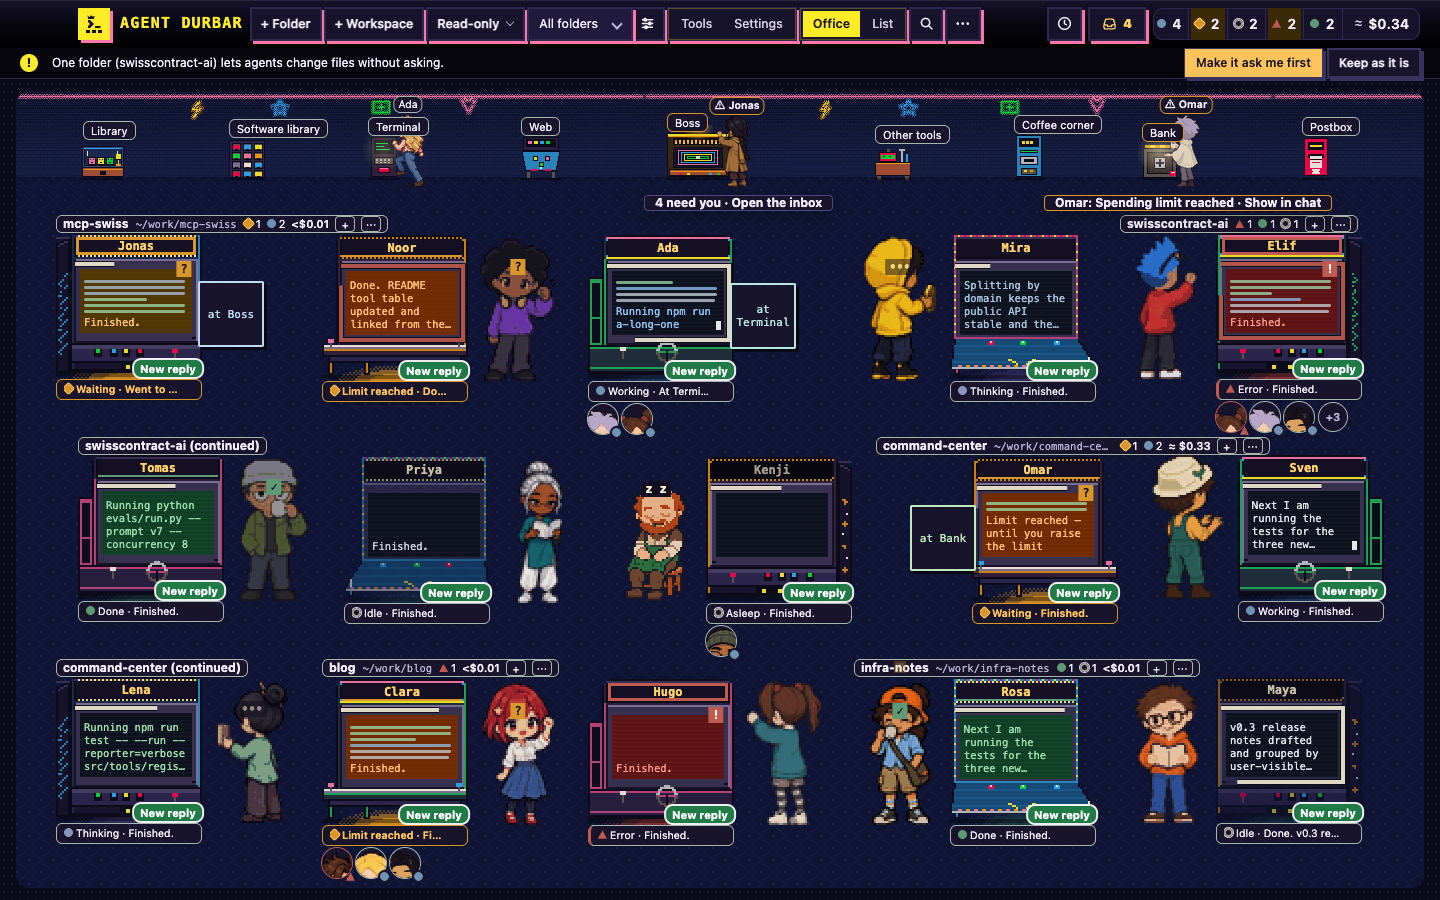 AGENT DURBAR
+ Folder
+ Workspace
Read-only
All folders
Tools
Settings
Office
List
4
4
2
2
2
2
≈ $0.34
! One folder (swisscontract-ai) lets agents change files without asking.
Make it ask me first
Keep as it is
Library
Software library
Ada
Terminal
Web
Boss
⚠ Jonas
Other tools
Coffee corner
⚠ Omar
Bank
Postbox
4 need you · Open the inbox
Omar: Spending limit reached · Show in chat
mcp-swiss ~/work/mcp-swiss 1 2 <$0.01 + ...
swisscontract-ai 1 1 1 + ...
Jonas
?
Finished.
at Boss
New reply
Waiting · Went to ...
Noor
Done. README
tool table
updated and
linked from the…
?
New reply
Limit reached · Do...
Ada
Running npm run
a-long-one
at
Terminal
New reply
Working · At Termi...
Mira
Splitting by
domain keeps the
public API
stable and the…
New reply
Thinking · Finished.
Elif
!
Finished.
New reply
Error · Finished.
+3
swisscontract-ai (continued)
command-center ~/work/command-ce… 1 2 ≈ $0.33 + ...
Tomas
Running python
evals/run.py --
prompt v7 --
concurrency 8
New reply
Done · Finished.
Priya
Finished.
New reply
Idle · Finished.
z z
Kenji
New reply
Asleep · Finished.
at Bank
Omar
?
Limit reached —
until you raise
the limit
New reply
Waiting · Finished.
Sven
Next I am
running the
tests for the
three new…
New reply
Working · Finished.
command-center (continued)
blog ~/work/blog 1 <$0.01 + ...
infra-notes ~/work/infra-notes 1 1 <$0.01 + ...
Lena
Running npm run
test -- --run --
reporter=verbose
src/tools/regis…
New reply
Thinking · Finished.
Clara
Finished.
?
New reply
Limit reached · Fi...
Hugo
!
Finished.
New reply
Error · Finished.
Rosa
Next I am
running the
tests for the
three new…
New reply
Done · Finished.
Maya
v0.3 release
notes drafted
and grouped by
user-visible…
New reply
Idle · Done. v0.3 re...